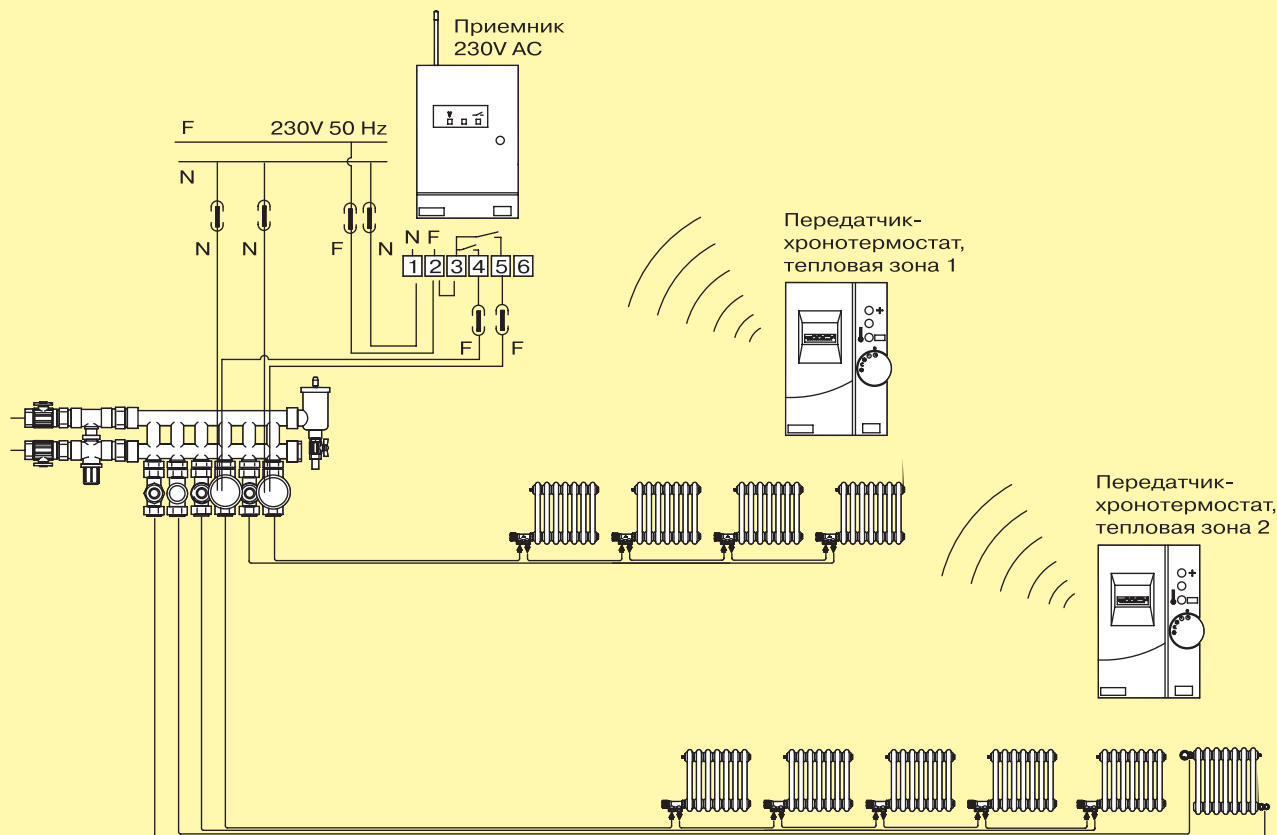 Приемник
230V AC
F 230V 50 Hz
N
N N F N
N F
1 2 3 4 5 6
F F
Передатчик-
хронотермостат,
тепловая зона 1
+
Передатчик-
хронотермостат,
тепловая зона 2
+